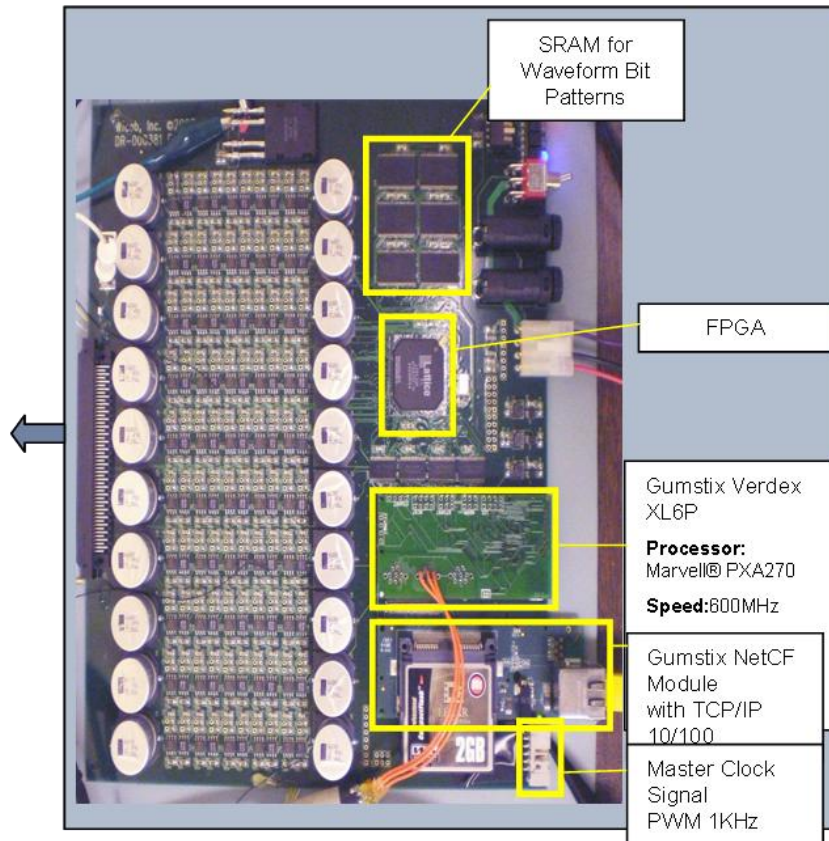 SRAM for
Waveform Bit
Patterns
FPGA
Lattice
Gumstix Verdex
XL6P
Processor:
Marvell® PXA270
Speed:600MHz
Gumstix NetCF
Module
with TCP/IP
10/100
2GB
Master Clock
Signal
PWM 1KHz